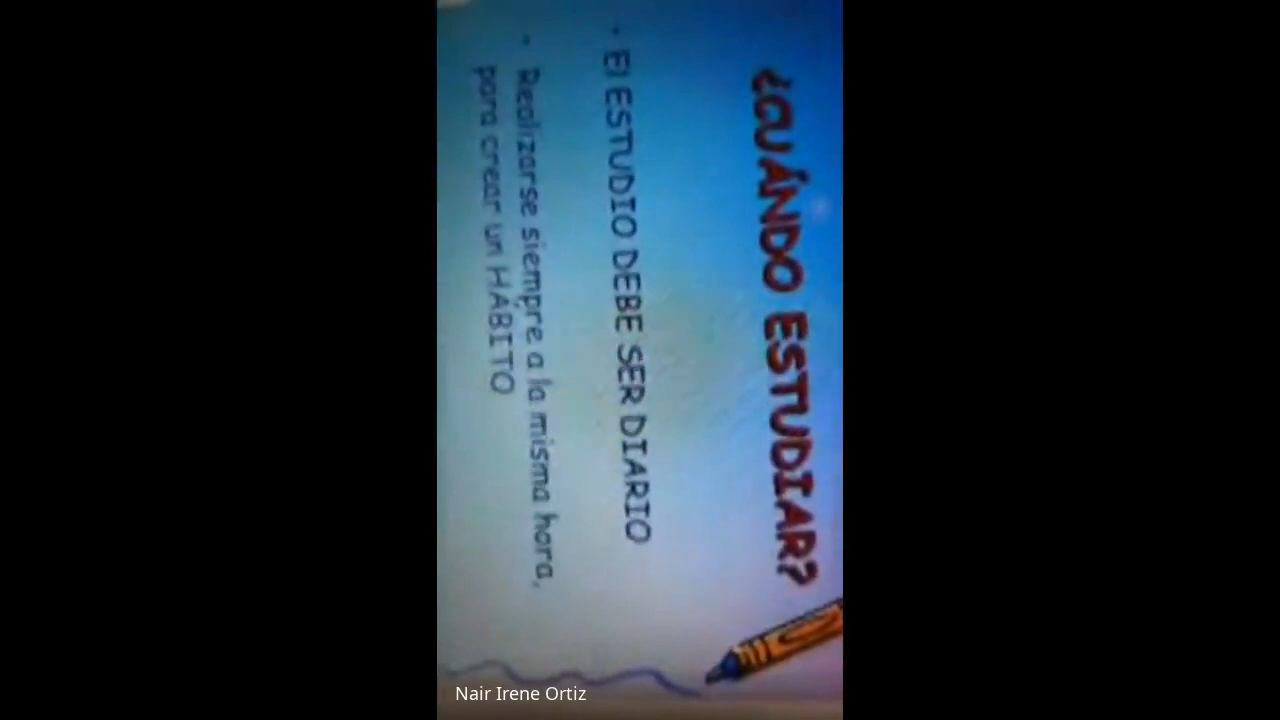 ¿CUÁNDO ESTUDIAR?
- El ESTUDIO DEBE SER DIARIO
- Realizarse siempre a la misma hora,
para crear un HÁBITO
Nair Irene Ortiz